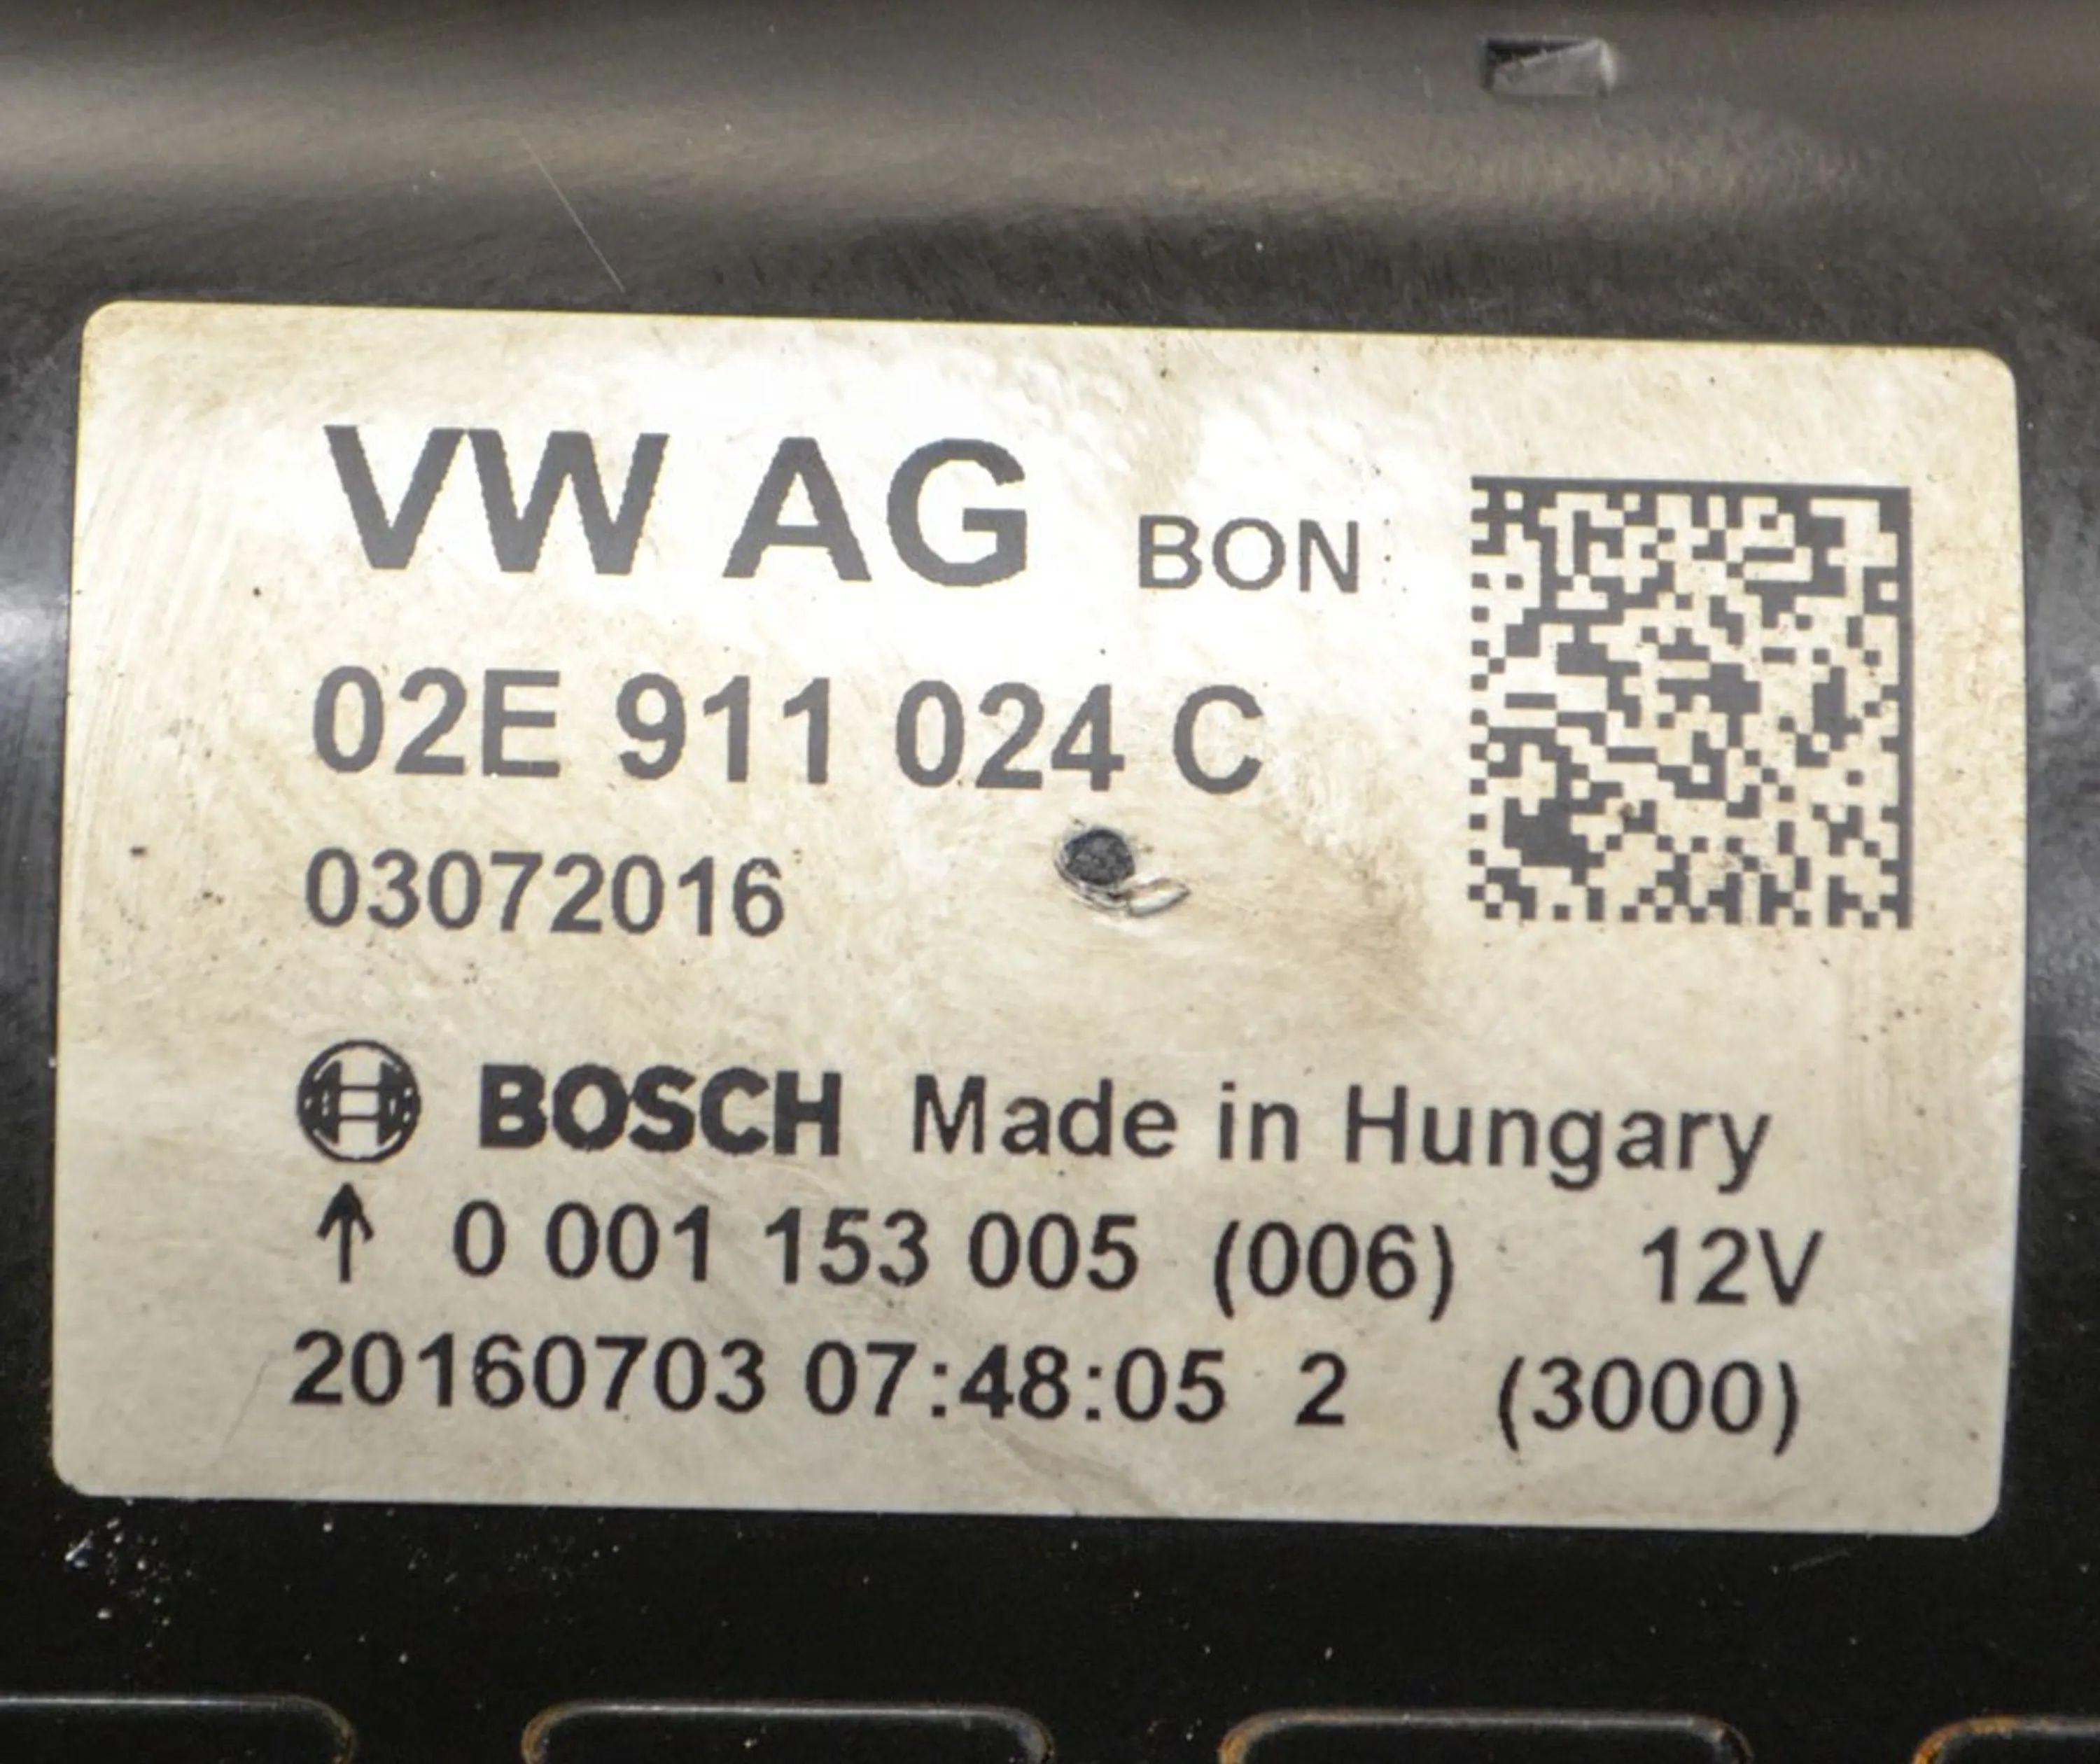 VW AG BON
02E 911 024 C
03072016
BOSCH Made in Hungary
↑ 0 001 153 005 (006) 12V
20160703 07:48:05 2 (3000)